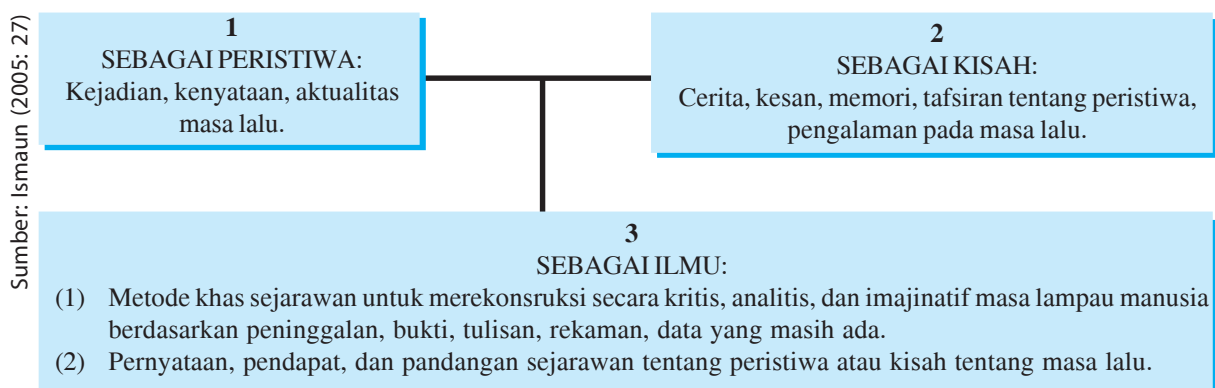 Sumber: Ismaun (2005: 27)
1
SEBAGAI PERISTIWA:
Kejadian, kenyataan, aktualitas
masa lalu.
2
SEBAGAI KISAH:
Cerita, kesan, memori, tafsiran tentang peristiwa,
pengalaman pada masa lalu.
3
SEBAGAI ILMU:
(1) Metode khas sejarawan untuk merekonsruksi secara kritis, analitis, dan imajinatif masa lampau manusia
berdasarkan peninggalan, bukti, tulisan, rekaman, data yang masih ada.
(2) Pernyataan, pendapat, dan pandangan sejarawan tentang peristiwa atau kisah tentang masa lalu.